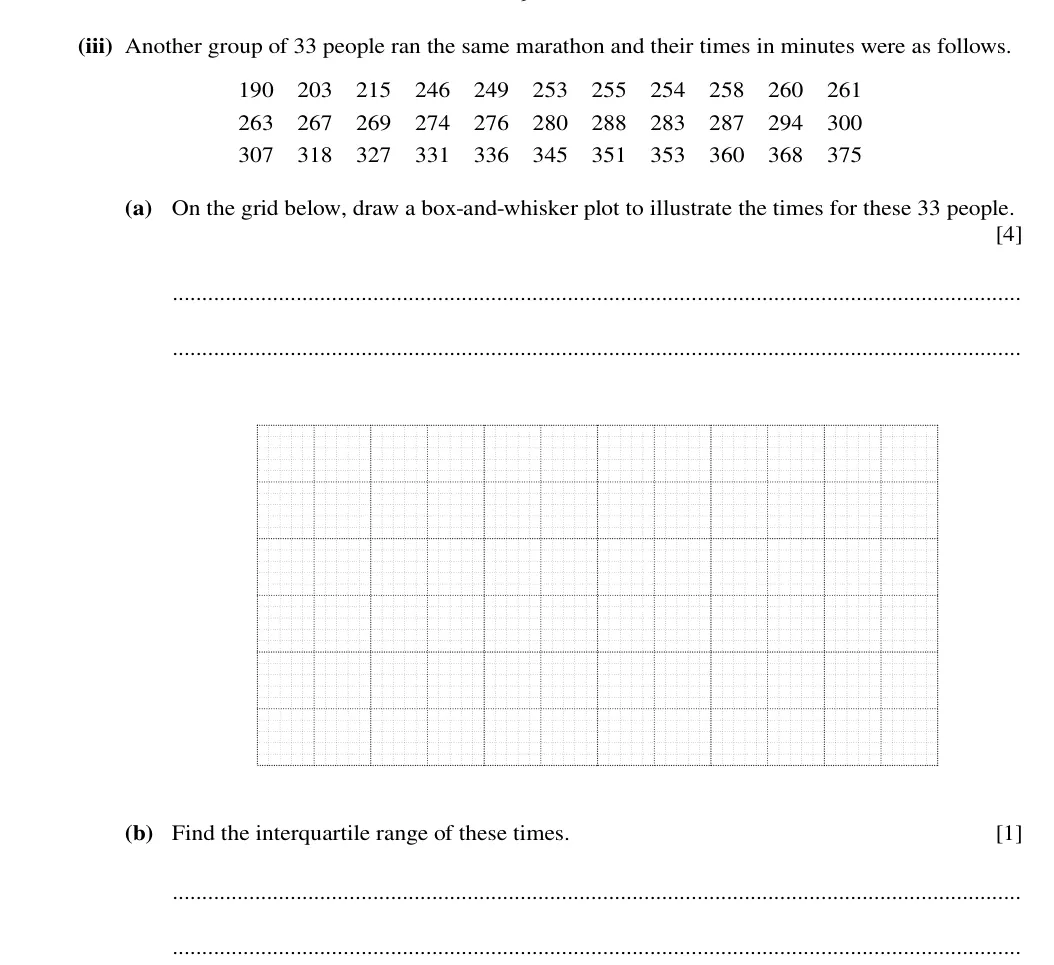 (iii) Another group of 33 people ran the same marathon and their times in minutes were as follows.
190 203 215 246 249 253 255 254 258 260 261
263 267 269 274 276 280 288 283 287 294 300
307 318 327 331 336 345 351 353 360 368 375
(a) On the grid below, draw a box-and-whisker plot to illustrate the times for these 33 people.
[4]
(b) Find the interquartile range of these times. [1]